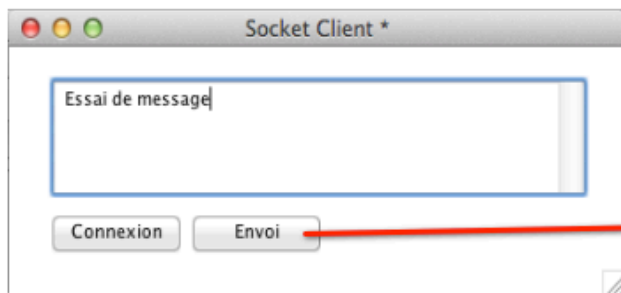 Socket Client *
Essai de message
Connexion Envoi